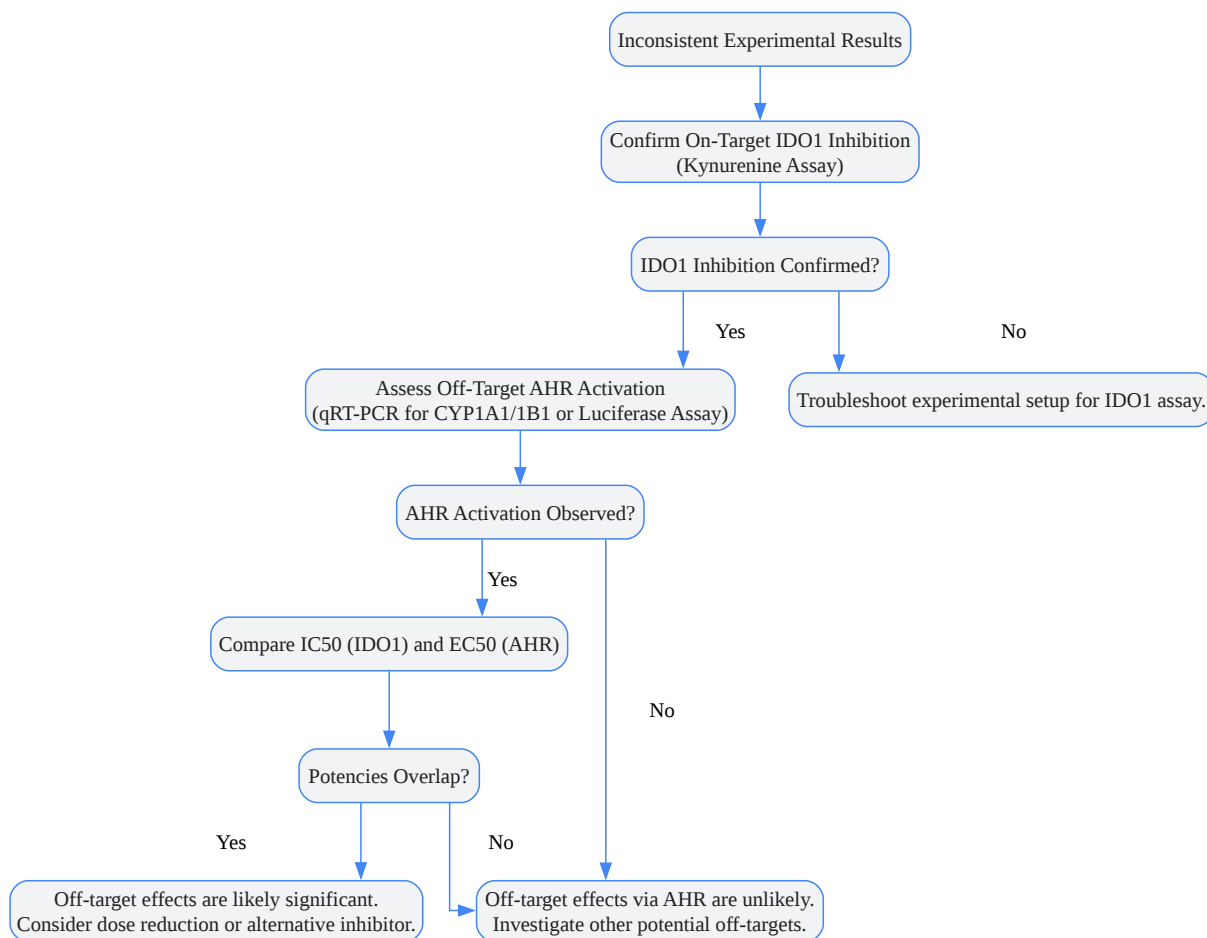 Inconsistent Experimental Results
Confirm On-Target IDO1 Inhibition
(Kynurenine Assay)
IDO1 Inhibition Confirmed?
Yes
No
Assess Off-Target AHR Activation
(qRT-PCR for CYP1A1/1B1 or Luciferase Assay)
Troubleshoot experimental setup for IDO1 assay.
AHR Activation Observed?
Yes
Compare IC50 (IDO1) and EC50 (AHR)
No
Potencies Overlap?
Yes
No
Off-target effects are likely significant.
Consider dose reduction or alternative inhibitor.
Off-target effects via AHR are unlikely.
Investigate other potential off-targets.